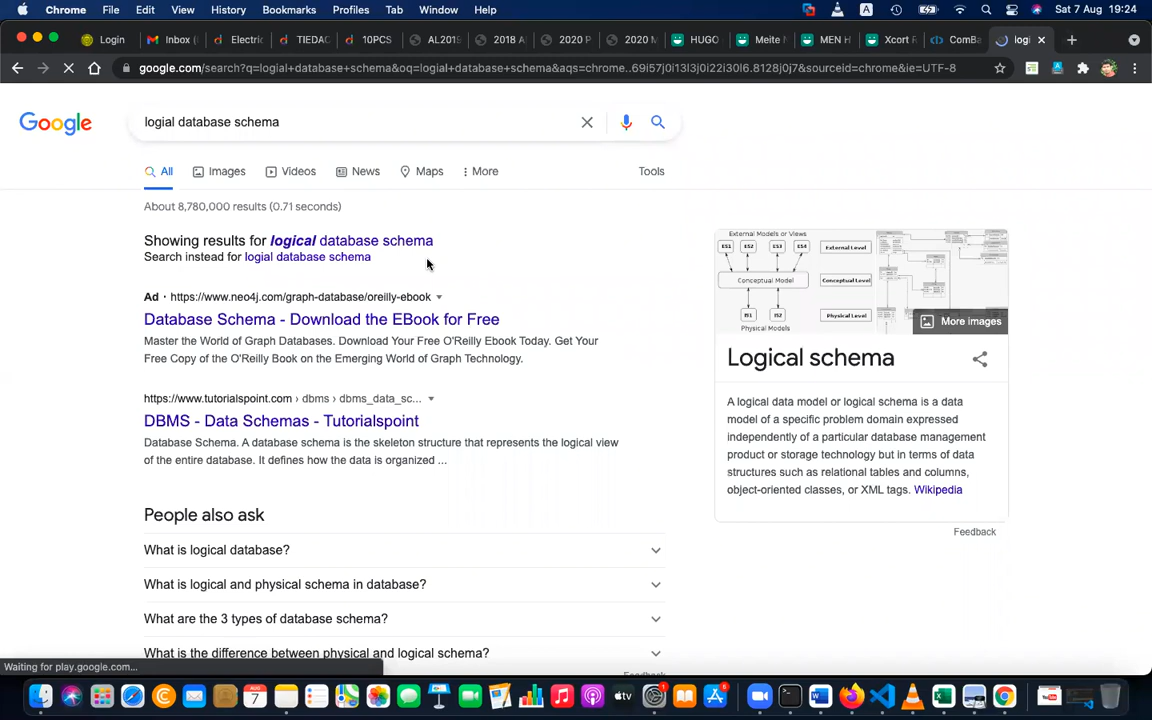 Chrome File Edit View History Bookmarks Profiles Tab Window Help Sat 7 Aug 19:24
Login Inbox ( Electric TIEDAC 10PCS AL2019 2018 A 2020 P 2020 M HUGO Meite N MEN H Xcort R ComBa logi
google.com/search?q=logial+database+schema&oq=logial+database+schema&aqs=chrome..69i57j0i13l3j0i22i30l6.8128j0j7&sourceid=chrome&ie=UTF-8
Google
logial database schema
All Images Videos News Maps More Tools
About 8,780,000 results (0.71 seconds)
Showing results for logical database schema
Search instead for logial database schema
Ad · https://www.neo4j.com/graph-database/oreilly-ebook
Database Schema - Download the EBook for Free
Master the World of Graph Databases. Download Your Free O'Reilly Ebook Today. Get Your
Free Copy of the O'Reilly Book on the Emerging World of Graph Technology.
https://www.tutorialspoint.com › dbms › dbms_data_sc...
DBMS - Data Schemas - Tutorialspoint
Database Schema. A database schema is the skeleton structure that represents the logical view
of the entire database. It defines how the data is organized ...
People also ask
What is logical database?
What is logical and physical schema in database?
What are the 3 types of database schema?
What is the difference between physical and logical schema?
External Models or Views
ES1 ES2 ES3 ES4 External Level
Conceptual Model Conceptual Level
IS1 IS2 Physical Level
Physical Models
More images
Logical schema
A logical data model or logical schema is a data
model of a specific problem domain expressed
independently of a particular database management
product or storage technology but in terms of data
structures such as relational tables and columns,
object-oriented classes, or XML tags. Wikipedia
Feedback
Waiting for play.google.com...
AUG
7
tv